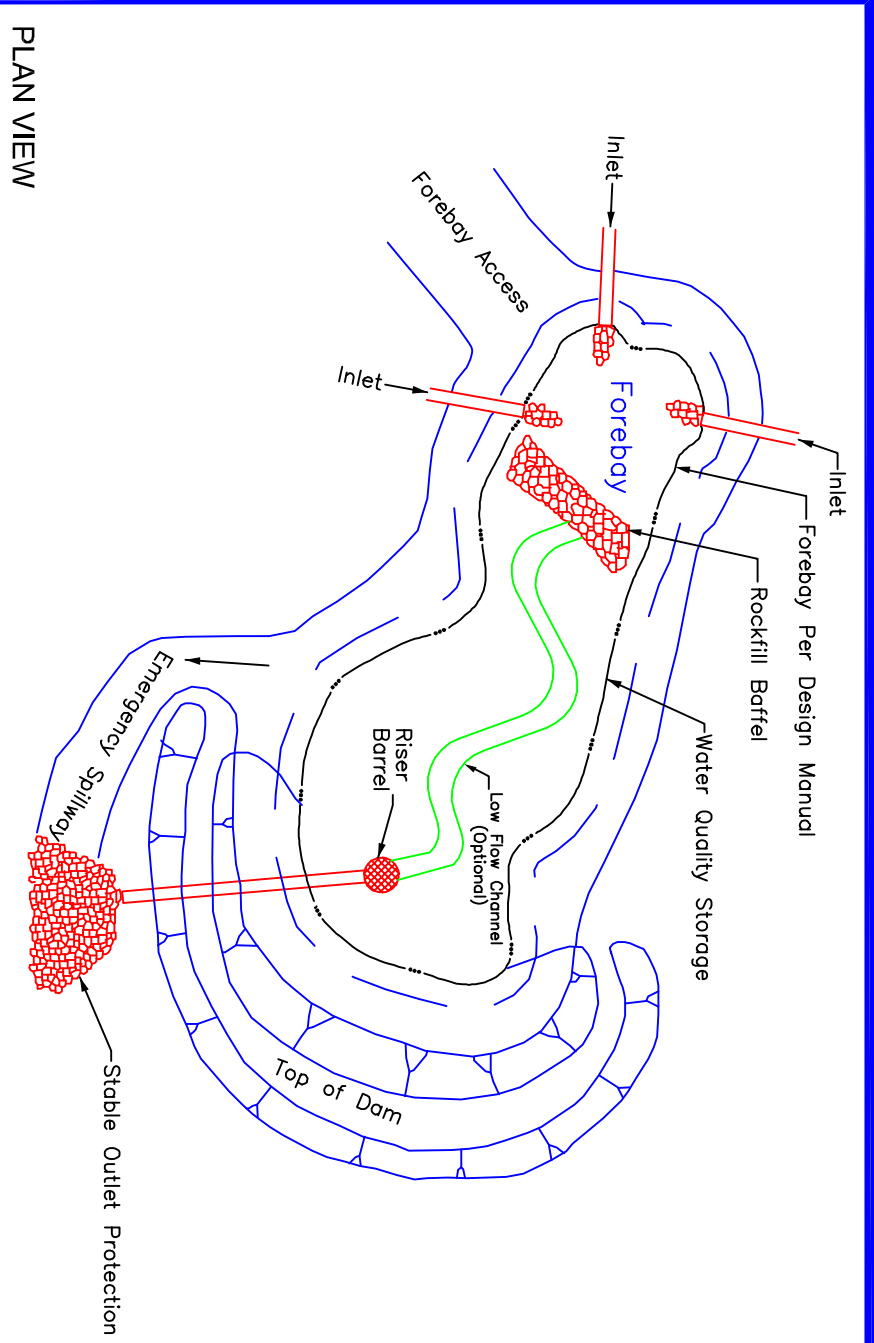 Inlet
Forebay Per Design Manual
Rockfill Baffel
Water Quality Storage
Inlet
Forebay
Forebay Access
Inlet
Low Flow Channel
(Optional)
Riser
Barrel
Emergency Spillway
Top of Dam
Stable Outlet Protection
PLAN VIEW